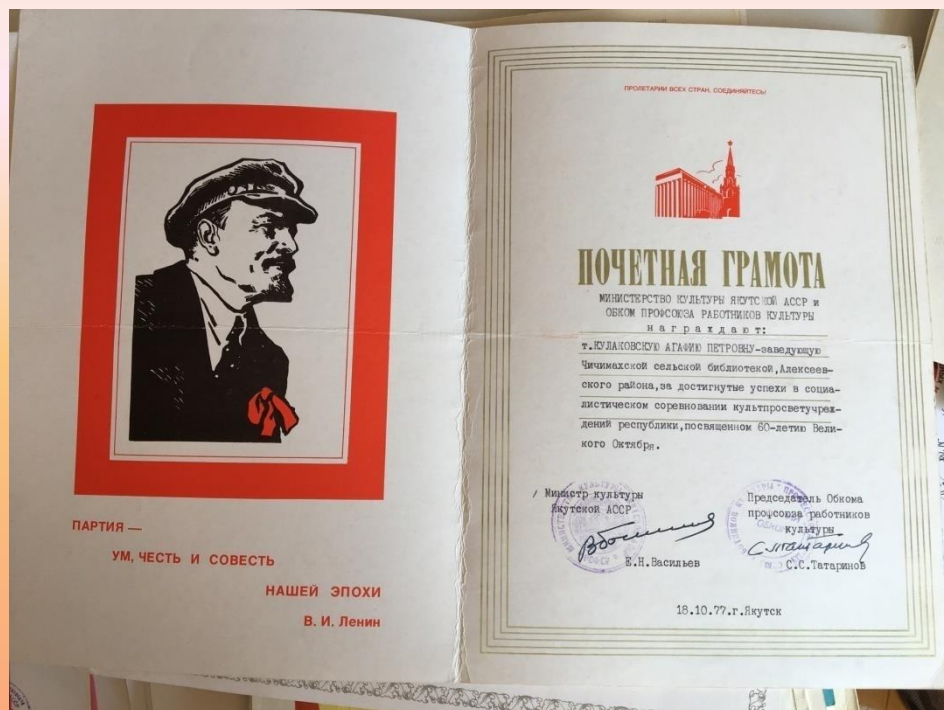 ПАРТИЯ —
УМ, ЧЕСТЬ И СОВЕСТЬ
НАШЕЙ ЭПОХИ
В. И. Ленин
ПРОЛЕТАРИИ ВСЕХ СТРАН, СОЕДИНЯЙТЕСЬ!
ПОЧЕТНАЯ ГРАМОТА
МИНИСТЕРСТВО КУЛЬТУРЫ ЯКУТСКОЙ АССР и
ОБКОМ ПРОФСОЮЗА РАБОТНИКОВ КУЛЬТУРЫ
н а г р а ж д а ю т:
т.КУЛАКОВСКУЮ АГАФИЮ ПЕТРОВНУ-заведующую
Чичимахской сельской библиотекой,Алексеев-
ского района,за достигнутые успехи в социа-
листическом соревновании культпросветучреж-
дений республики,посвященном 60-летию Вели-
кого Октября.
Министр культуры
Якутской АССР
Е.Н.Васильев
Председатель Обкома
профсоюза работников
культуры
С.С.Татаринов
18.10.77.г.Якутск